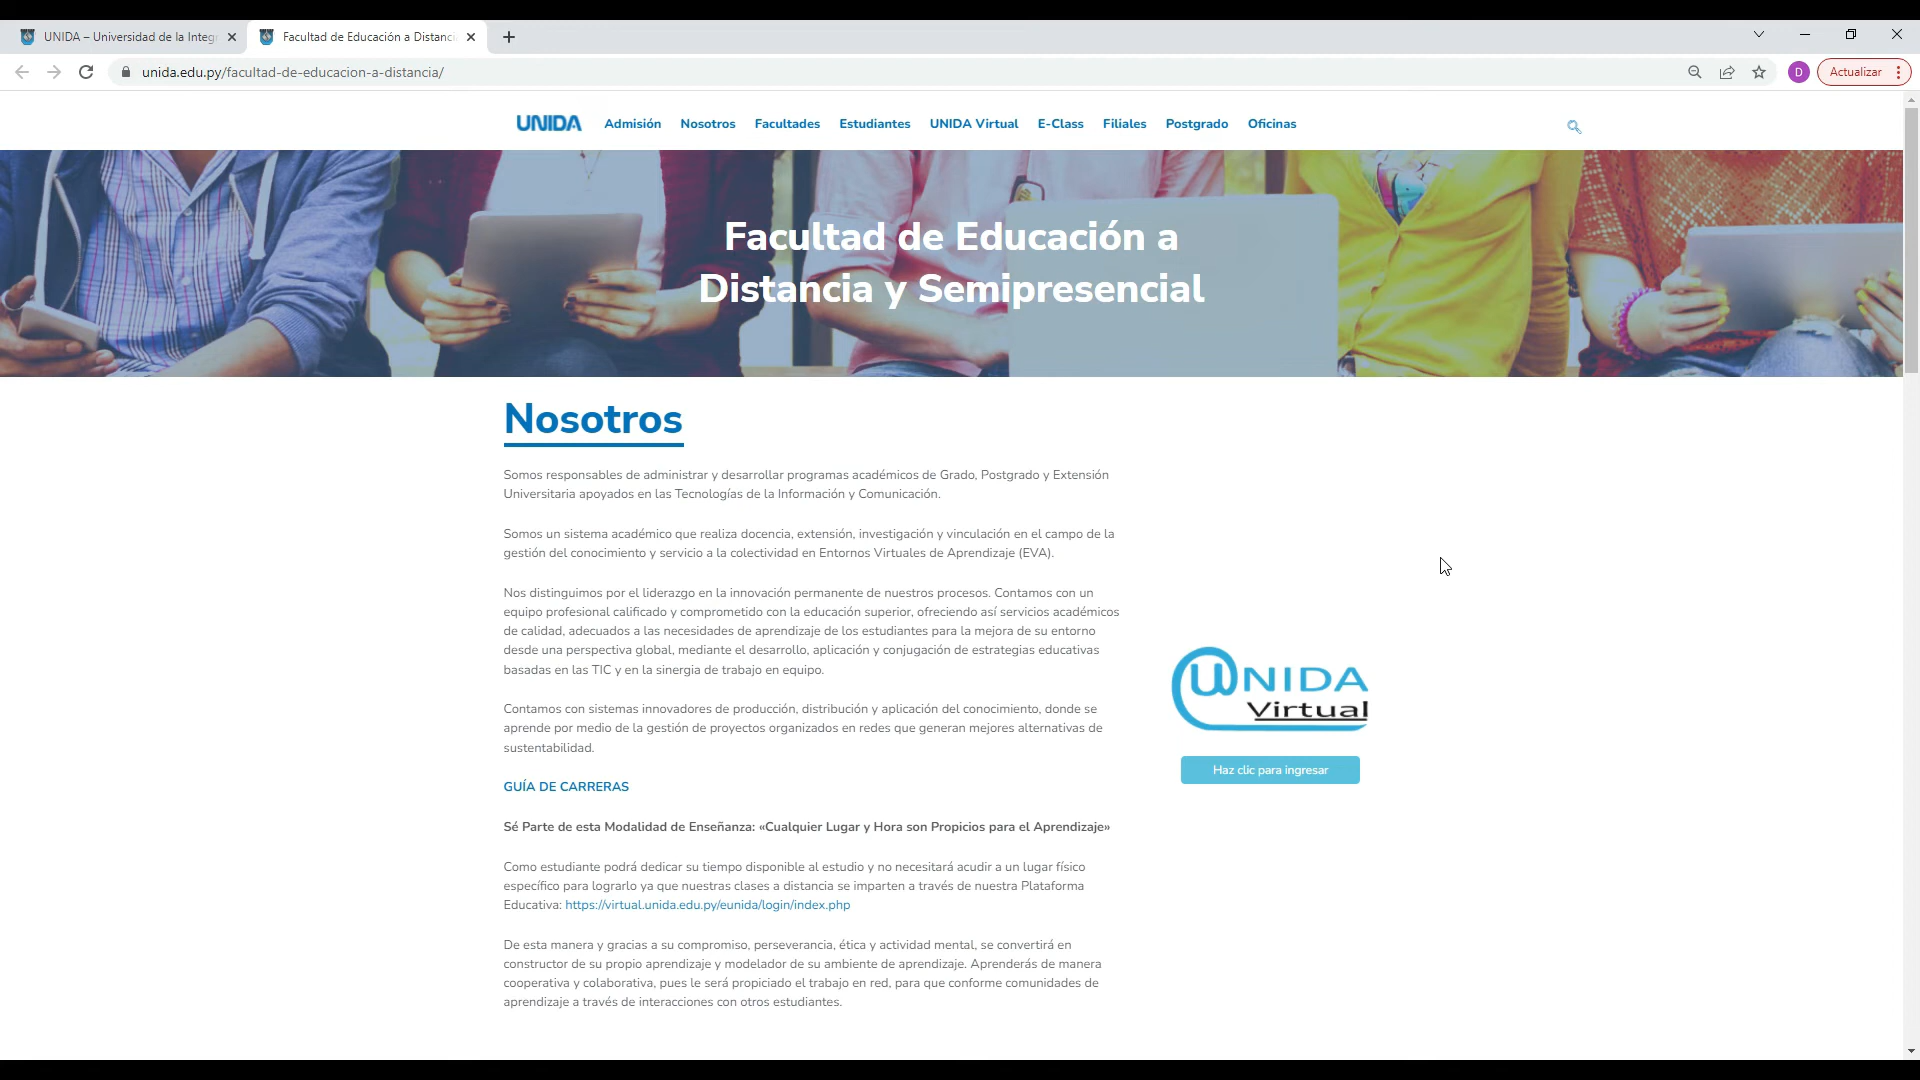 UNIDA – Universidad de la Integ
Facultad de Educación a Distanci
unida.edu.py/facultad-de-educacion-a-distancia/
D
Actualizar
UNIDA Admisión Nosotros Facultades Estudiantes UNIDA Virtual E-Class Filiales Postgrado Oficinas
Facultad de Educación a
Distancia y Semipresencial
Nosotros
Somos responsables de administrar y desarrollar programas académicos de Grado, Postgrado y Extensión
Universitaria apoyados en las Tecnologías de la Información y Comunicación.
Somos un sistema académico que realiza docencia, extensión, investigación y vinculación en el campo de la
gestión del conocimiento y servicio a la colectividad en Entornos Virtuales de Aprendizaje (EVA).
Nos distinguimos por el liderazgo en la innovación permanente de nuestros procesos. Contamos con un
equipo profesional calificado y comprometido con la educación superior, ofreciendo así servicios académicos
de calidad, adecuados a las necesidades de aprendizaje de los estudiantes para la mejora de su entorno
desde una perspectiva global, mediante el desarrollo, aplicación y conjugación de estrategias educativas
basadas en las TIC y en la sinergia de trabajo en equipo.
Contamos con sistemas innovadores de producción, distribución y aplicación del conocimiento, donde se
aprende por medio de la gestión de proyectos organizados en redes que generan mejores alternativas de
sustentabilidad.
GUÍA DE CARRERAS
Sé Parte de esta Modalidad de Enseñanza: «Cualquier Lugar y Hora son Propicios para el Aprendizaje»
Como estudiante podrá dedicar su tiempo disponible al estudio y no necesitará acudir a un lugar físico
específico para lograrlo ya que nuestras clases a distancia se imparten a través de nuestra Plataforma
Educativa: https://virtual.unida.edu.py/eunida/login/index.php
De esta manera y gracias a su compromiso, perseverancia, ética y actividad mental, se convertirá en
constructor de su propio aprendizaje y modelador de su ambiente de aprendizaje. Aprenderás de manera
cooperativa y colaborativa, pues le será propiciado el trabajo en red, para que conforme comunidades de
aprendizaje a través de interacciones con otros estudiantes.
UNIDA
Virtual
Haz clic para ingresar